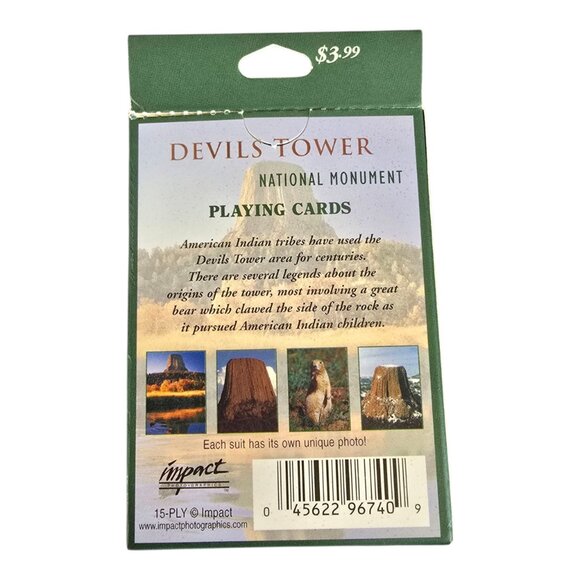 $3.99
DEVILS TOWER
NATIONAL MONUMENT
PLAYING CARDS
American Indian tribes have used the
Devils Tower area for centuries.
There are several legends about the
origins of the tower, most involving a great
bear which clawed the side of the rock as
it pursued American Indian children.
Each suit has its own unique photo!
impact
PHOTO·GRAPHICS™
15-PLY © Impact
www.impactphotographics.com
0 45622 96740 9